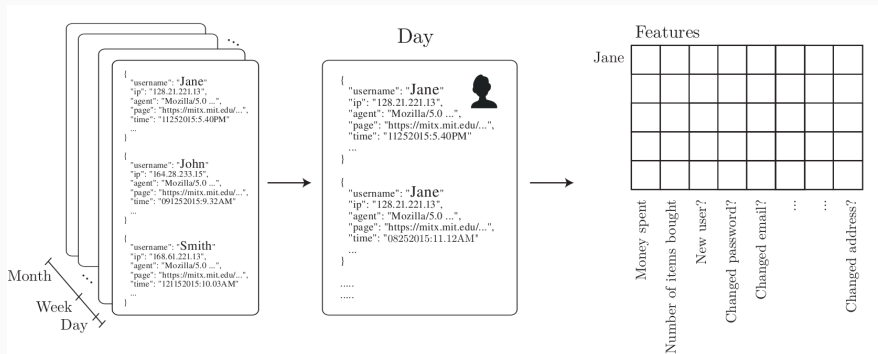 {
"username": "Jane"
"ip": "128.21.221.13",
"agent": "Mozilla/5.0 ...",
"page": "https://mitx.mit.edu/...",
"time": "11252015:5.40PM"
...
}
{
"username": "John"
"ip": "164.28.233.15",
"agent": "Mozilla/5.0 ...",
"page": "https://mitx.mit.edu/...",
"time": "091252015:9.32AM"
...
}
{
"username": "Smith"
"ip": "168.61.221.13",
"agent": "Mozilla/5.0 ...",
"page": "https://mitx.mit.edu/...",
"time": "121152015:10.03AM"
...
}
Month
Week
Day
Day
{
"username": "Jane"
"ip": "128.21.221.13",
"agent": "Mozilla/5.0 ...",
"page": "https://mitx.mit.edu/...",
"time": "11252015:5.40PM"
...
}
{
"username": "Jane"
"ip": "128.21.221.13",
"agent": "Mozilla/5.0 ...",
"page": "https://mitx.mit.edu/...",
"time": "08252015:11.12AM"
...
}
.....
.....
Features
Jane
Money spent
Number of items bought
New user?
Changed password?
Changed email?
...
...
Changed address?